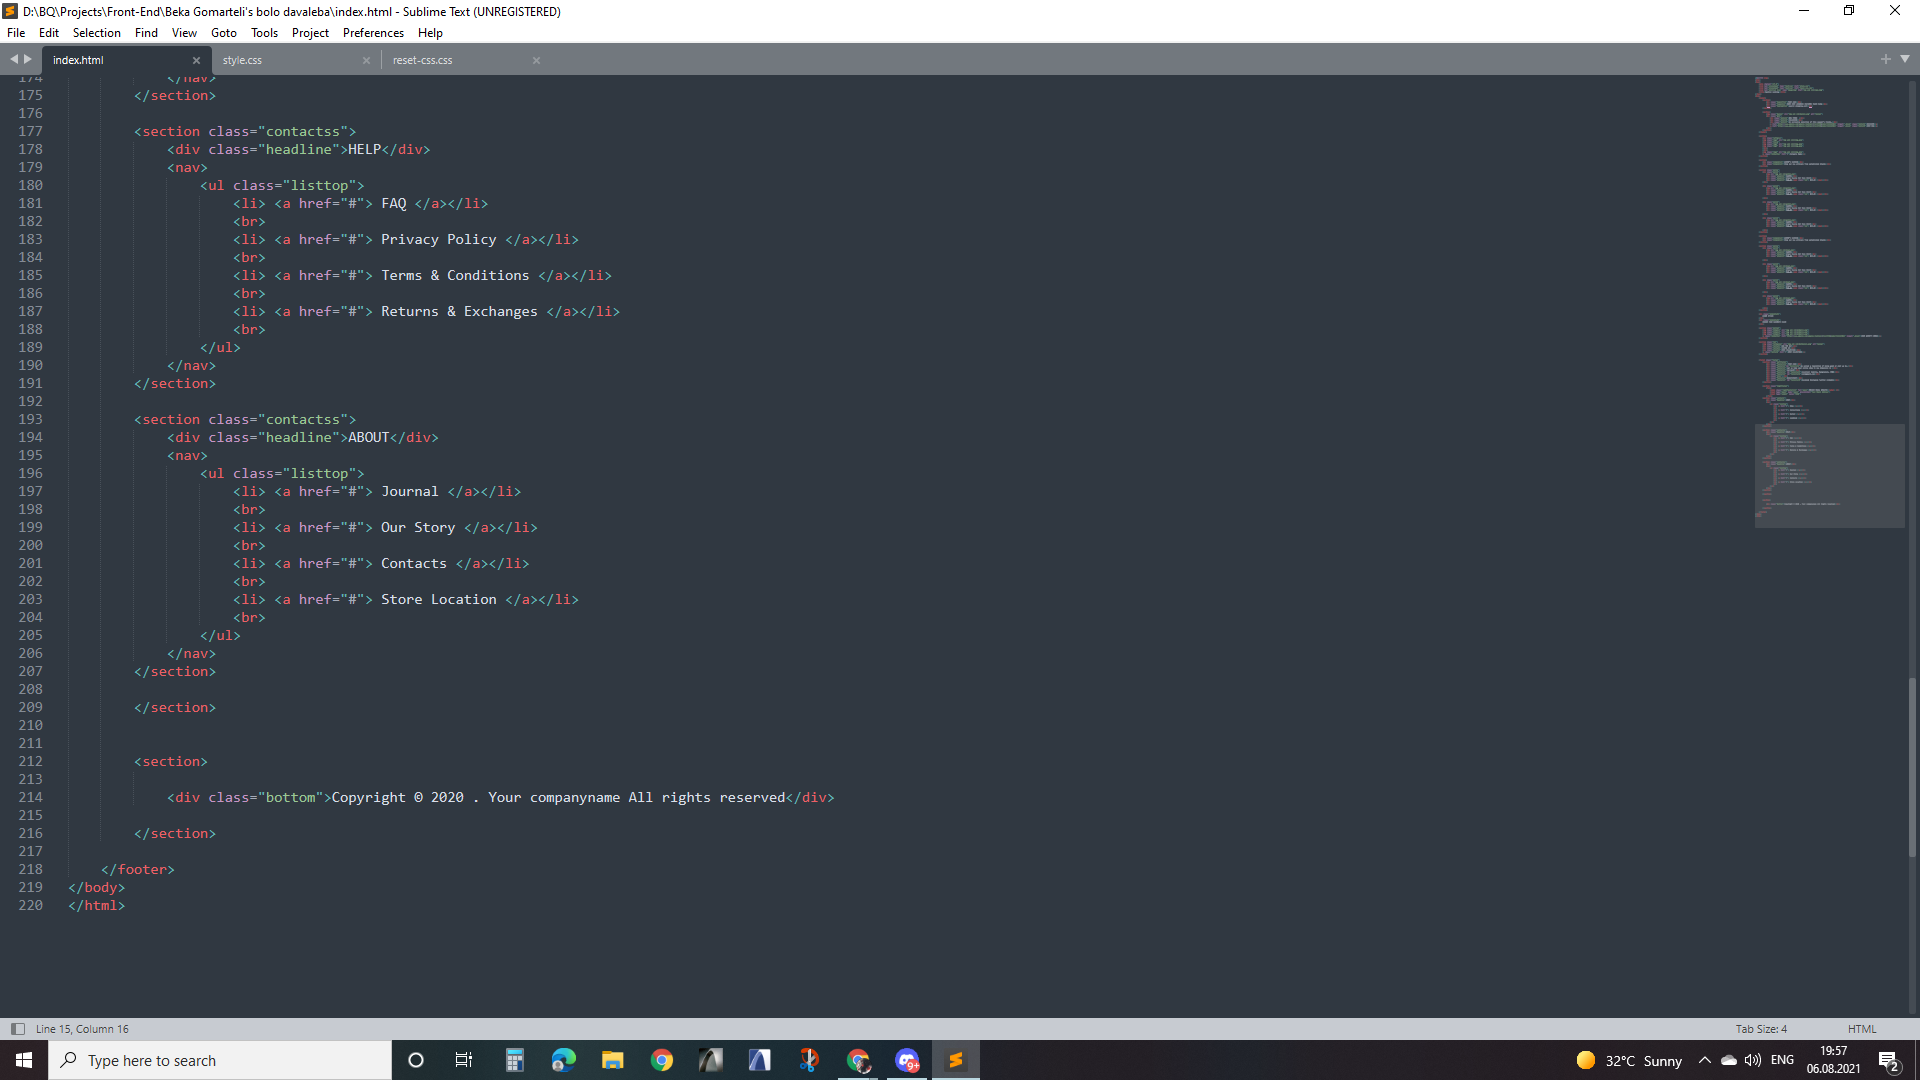 D:\BQ\Projects\Front-End\Beka Gomarteli's bolo davaleba\index.html - Sublime Text (UNREGISTERED)
File Edit Selection Find View Goto Tools Project Preferences Help
index.html style.css reset-css.css
174 </nav>
175 </section>
176
177 <section class="contactss">
178 <div class="headline">HELP</div>
179 <nav>
180 <ul class="listtop">
181 <li> <a href="#"> FAQ </a></li>
182 <br>
183 <li> <a href="#"> Privacy Policy </a></li>
184 <br>
185 <li> <a href="#"> Terms & Conditions </a></li>
186 <br>
187 <li> <a href="#"> Returns & Exchanges </a></li>
188 <br>
189 </ul>
190 </nav>
191 </section>
192
193 <section class="contactss">
194 <div class="headline">ABOUT</div>
195 <nav>
196 <ul class="listtop">
197 <li> <a href="#"> Journal </a></li>
198 <br>
199 <li> <a href="#"> Our Story </a></li>
200 <br>
201 <li> <a href="#"> Contacts </a></li>
202 <br>
203 <li> <a href="#"> Store Location </a></li>
204 <br>
205 </ul>
206 </nav>
207 </section>
208
209 </section>
210
211
212 <section>
213
214 <div class="bottom">Copyright © 2020 . Your companyname All rights reserved</div>
215
216 </section>
217
218 </footer>
219 </body>
220 </html>
Line 15, Column 16 Tab Size: 4 HTML
Type here to search 9+ 32°C Sunny ENG 19:57
06.08.2021 2